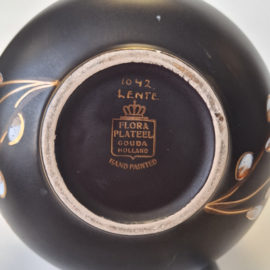 1042
LENTE
FLORA
PLATEEL
GOUDA
HOLLAND
HAND PAINTED